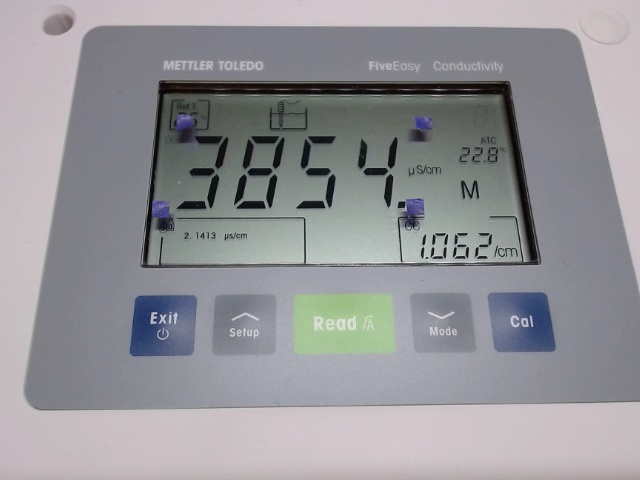 METTLER TOLEDO
FiveEasy Conductivity
ATC
22.8°C
3854.
µS/cm
M
2. 1413 µs/cm
1.062/cm
Exit
Setup
Read /A
Mode
Cal